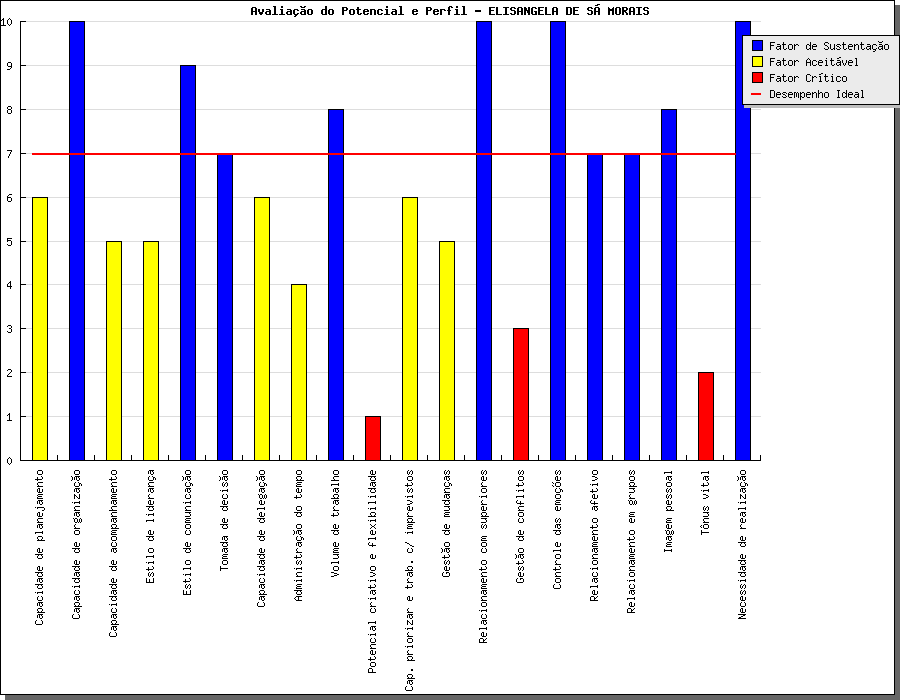 Avaliação do Potencial e Perfil - ELISANGELA DE SÁ MORAIS
10
9
8
7
6
5
4
3
2
1
0
Fator de Sustentação
Fator Aceitável
Fator Crítico
Desempenho Ideal
Capacidade de planejamento
Capacidade de organização
Capacidade de acompanhamento
Estilo de liderança
Estilo de comunicação
Tomada de decisão
Capacidade de delegação
Administração do tempo
Volume de trabalho
Potencial criativo e flexibilidade
Cap. priorizar e trab. c/ imprevistos
Gestão de mudanças
Relacionamento com superiores
Gestão de conflitos
Controle das emoções
Relacionamento afetivo
Relacionamento em grupos
Imagem pessoal
Tônus vital
Necessidade de realização